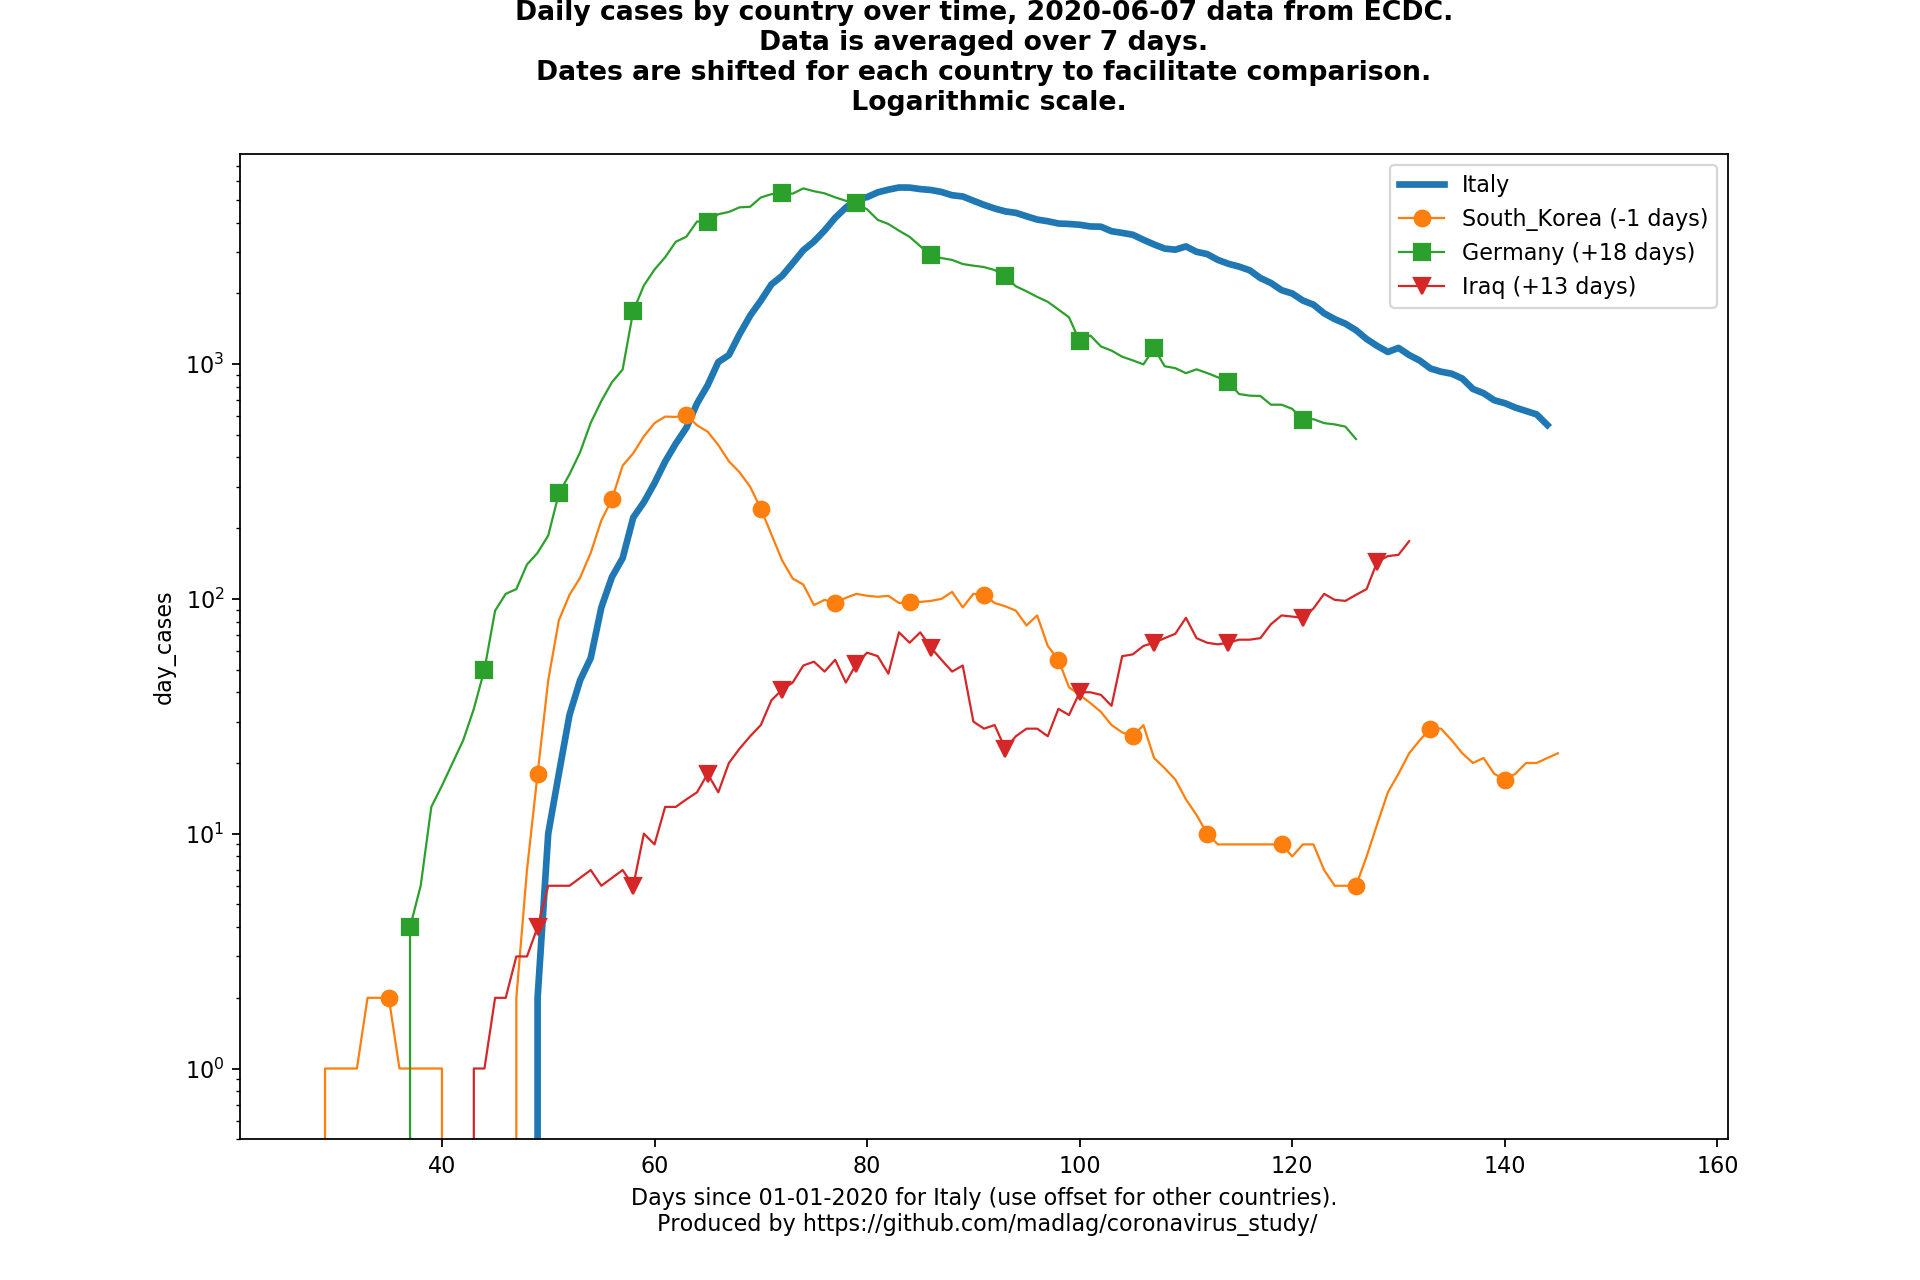 Daily cases by country over time, 2020-06-07 data from ECDC.
Data is averaged over 7 days.
Dates are shifted for each country to facilitate comparison.
Logarithmic scale.
Italy
South_Korea (-1 days)
Germany (+18 days)
Iraq (+13 days)
day_cases
10³
10²
10¹
10⁰
40 60 80 100 120 140 160
Days since 01-01-2020 for Italy (use offset for other countries).
Produced by https://github.com/madlag/coronavirus_study/